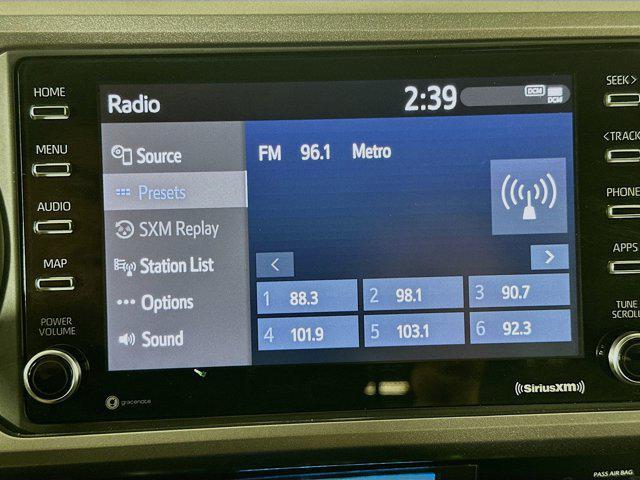 HOME
MENU
AUDIO
MAP
POWER
VOLUME
Radio
2:39
DCM
DCM
Source
Presets
SXM Replay
Station List
Options
Sound
FM 96.1 Metro
1 88.3
2 98.1
3 90.7
4 101.9
5 103.1
6 92.3
SEEK >
< TRACK
PHONE
APPS
TUNE
SCROLL
gracenote
SiriusXM
PASS AIR BAG